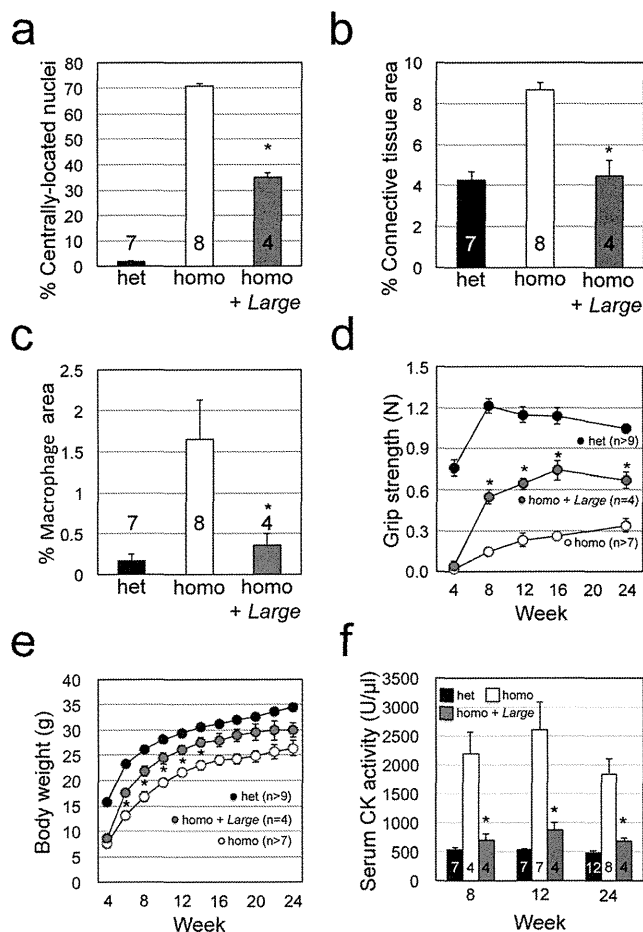 a
% Centrally-located nuclei
80
70
60
50
40
30
20
10
0
7
8
4
*
het
homo
homo
+ Large
b
% Connective tissue area
10
8
6
4
2
0
7
8
4
*
het
homo
homo
+ Large
c
% Macrophage area
2.5
2
1.5
1
0.5
0
7
8
4
*
het
homo
homo
+ Large
d
Grip strength (N)
1.5
1.2
0.9
0.6
0.3
0.0
het (n>9)
* * * *
homo + Large (n=4)
homo (n>7)
4 8 12 16 20 24
Week
e
Body weight (g)
40
35
30
25
20
15
10
5
0
* * * * *
het (n>9)
homo + Large (n=4)
homo (n>7)
4 8 12 16 20 24
Week
f
Serum CK activity (U/µl)
3500
3000
2500
2000
1500
1000
500
0
het homo
homo + Large
* * *
7 4 4 7 7 4 12 8 4
8 12 24
Week